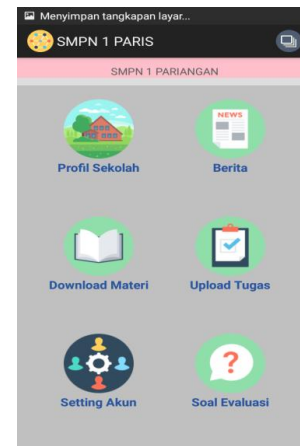 Menyimpan tangkapan layar...
SMPN 1 PARIS
SMPN 1 PARIANGAN
NEWS
Profil Sekolah
Berita
Download Materi
Upload Tugas
?
Setting Akun
Soal Evaluasi